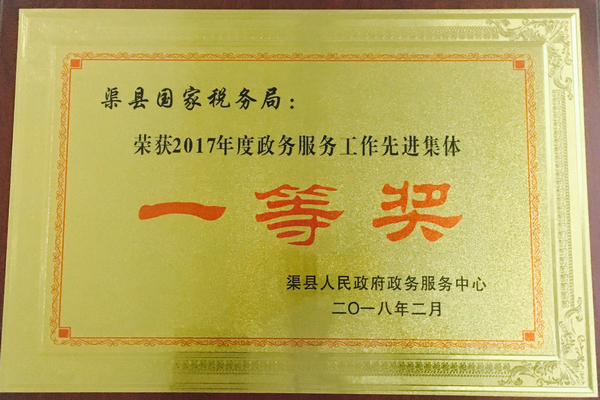 渠县国家税务局：
荣获2017年度政务服务工作先进集体
一等奖
渠县人民政府政务服务中心
二〇一八年二月